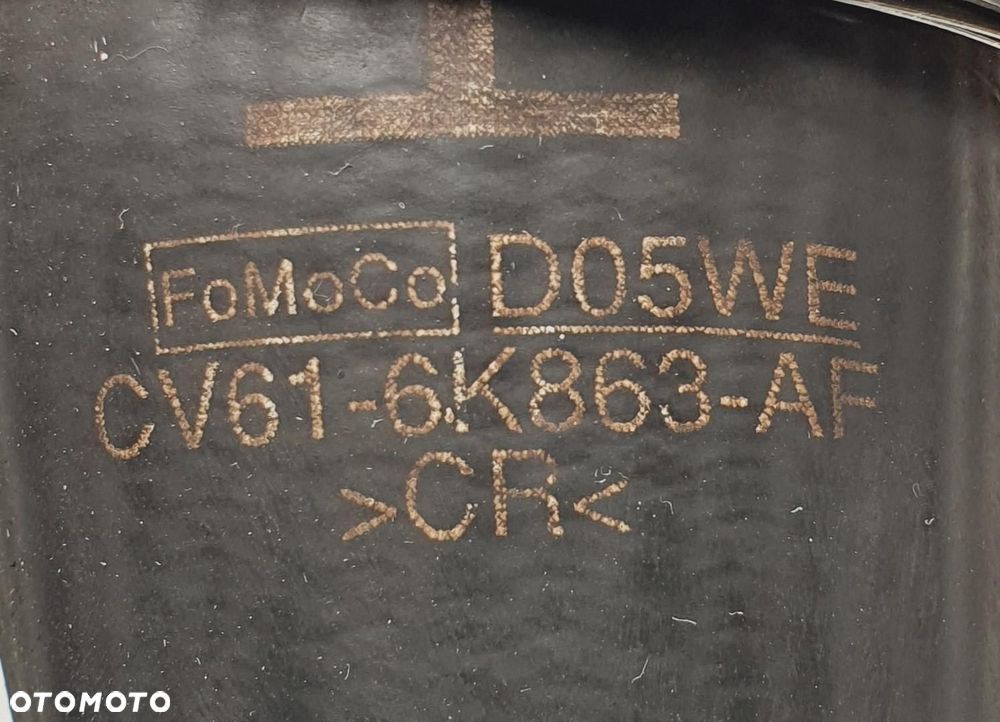 FoMoCo D05WE
CV61-6K863-AF
>CR<
OTOMOTO